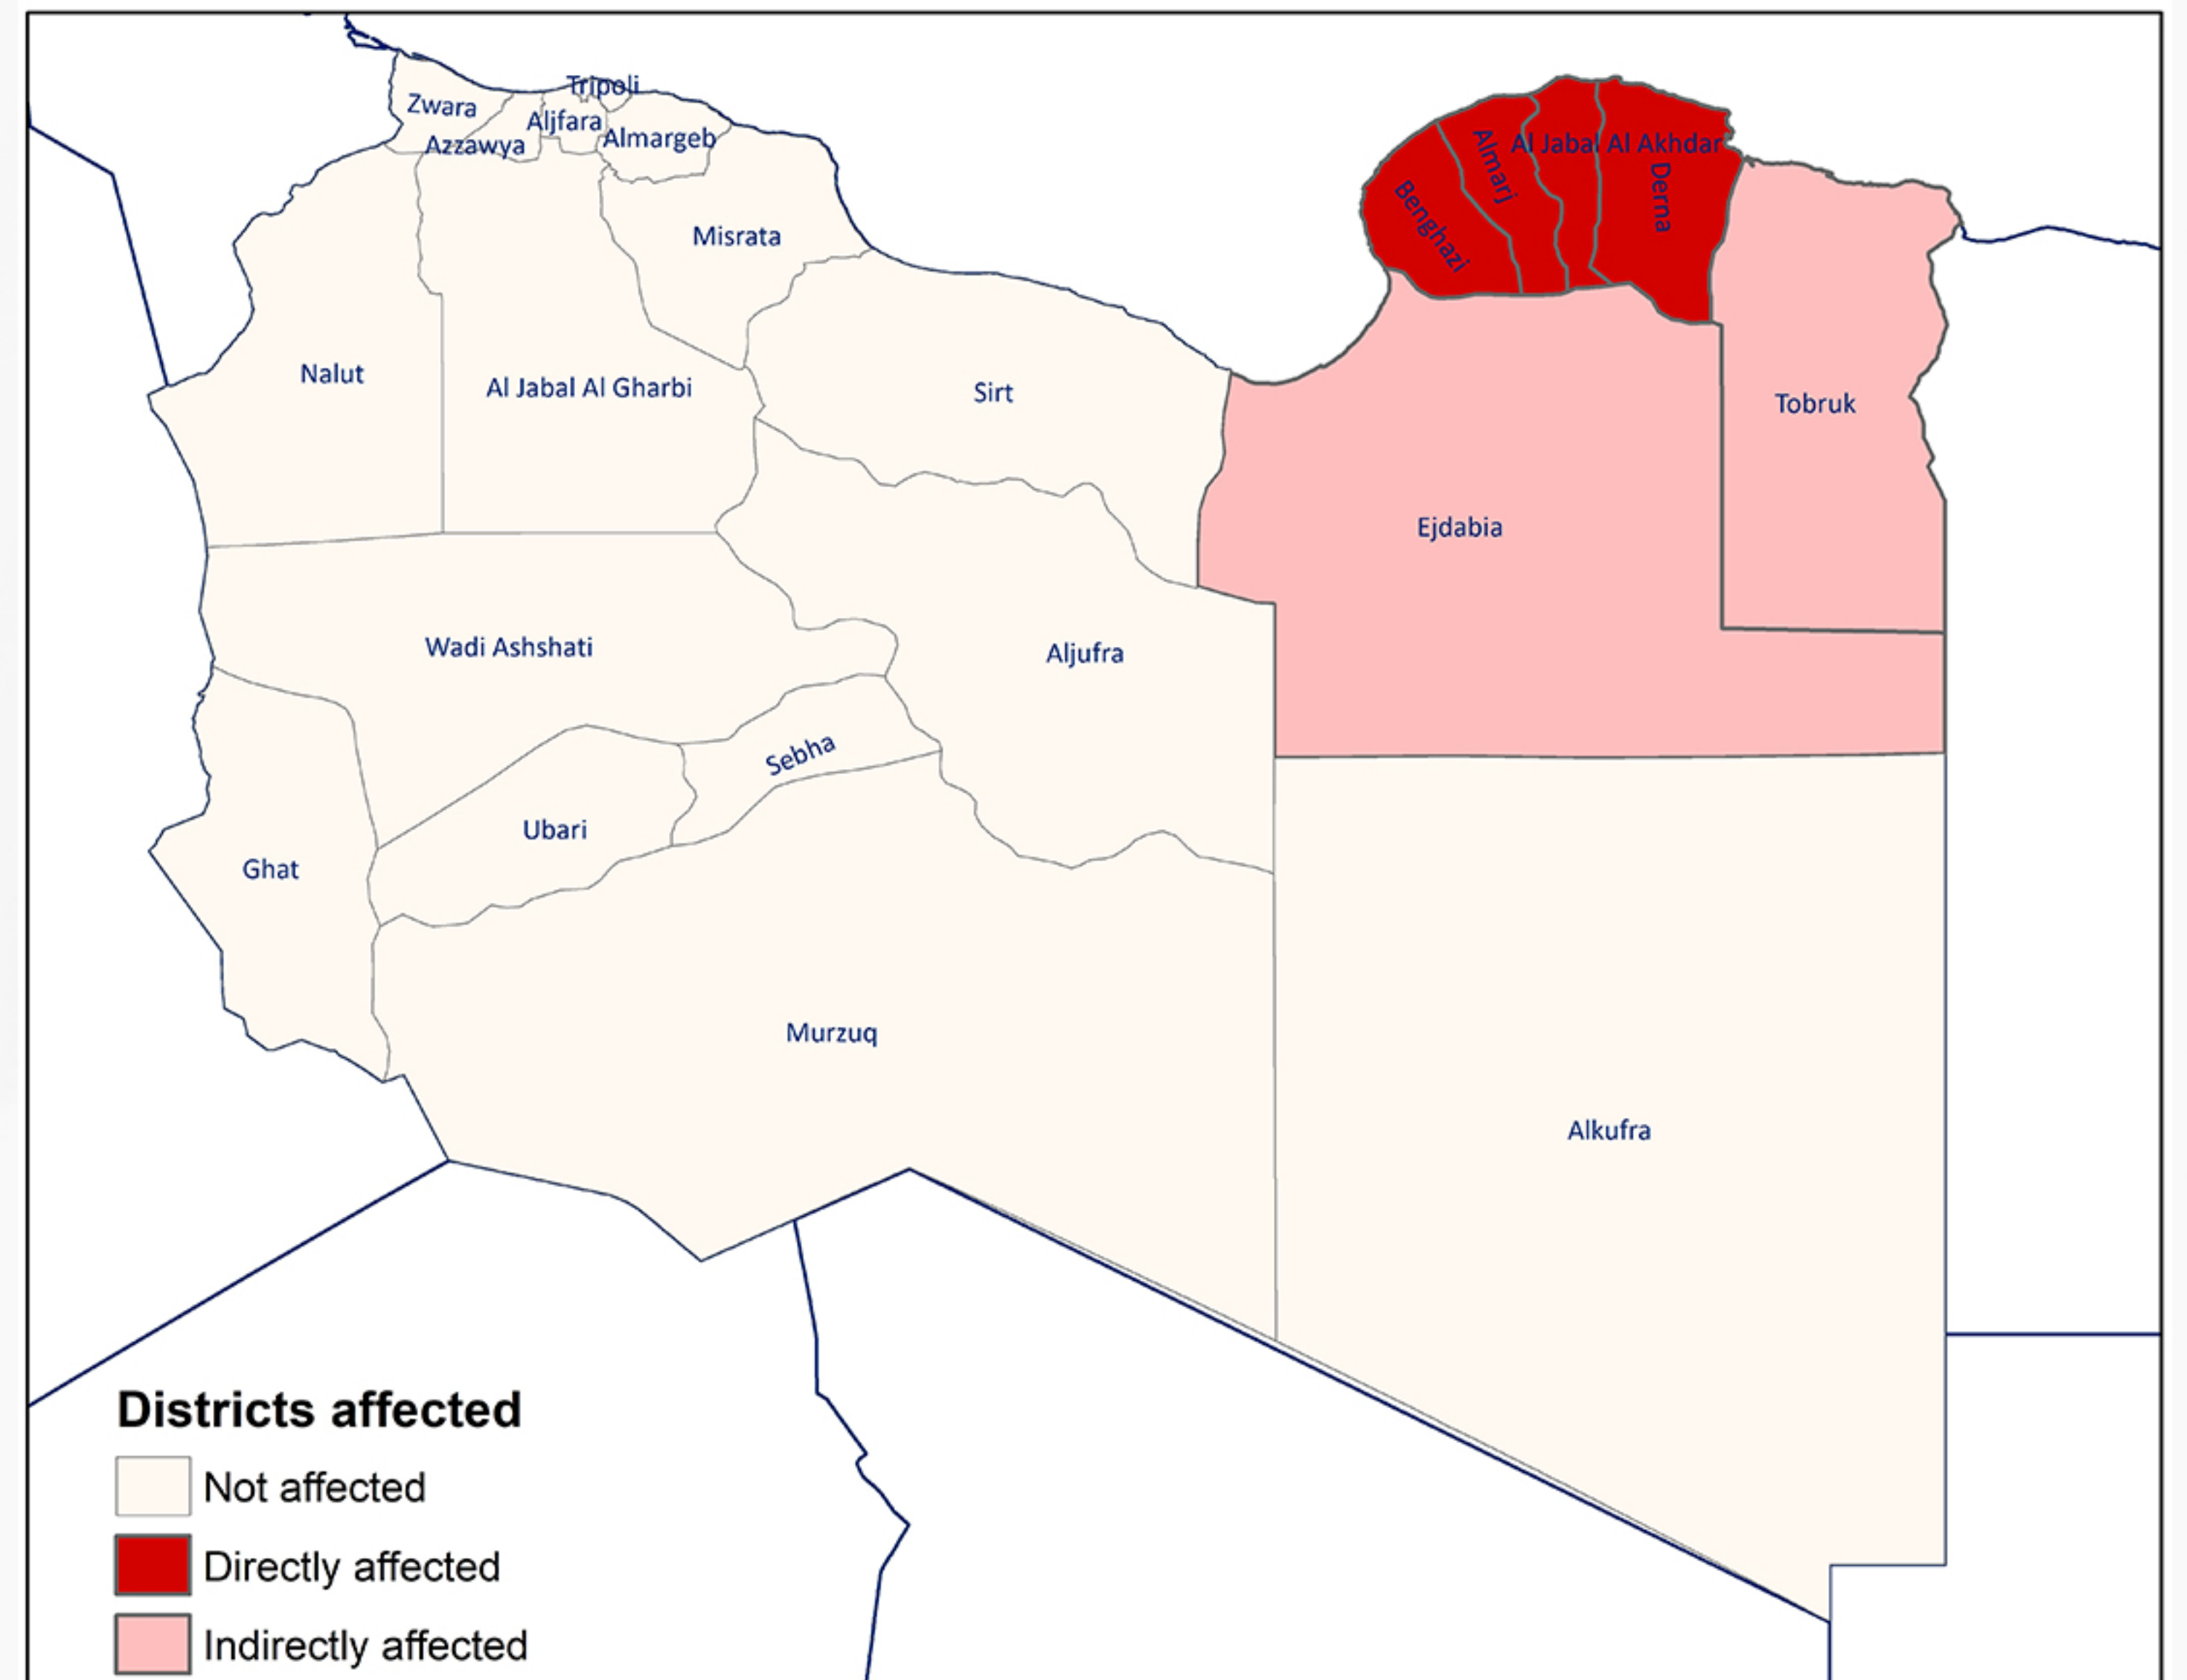 Tripoli
Zwara
Aljfara
Azzawya
Almargeb
Al Jabal Al Akhdar
Almarj
Derna
Benghazi
Misrata
Nalut
Al Jabal Al Gharbi
Sirt
Tobruk
Ejdabia
Wadi Ashshati
Aljufra
Sebha
Ubari
Ghat
Murzuq
Alkufra
Districts affected
Not affected
Directly affected
Indirectly affected